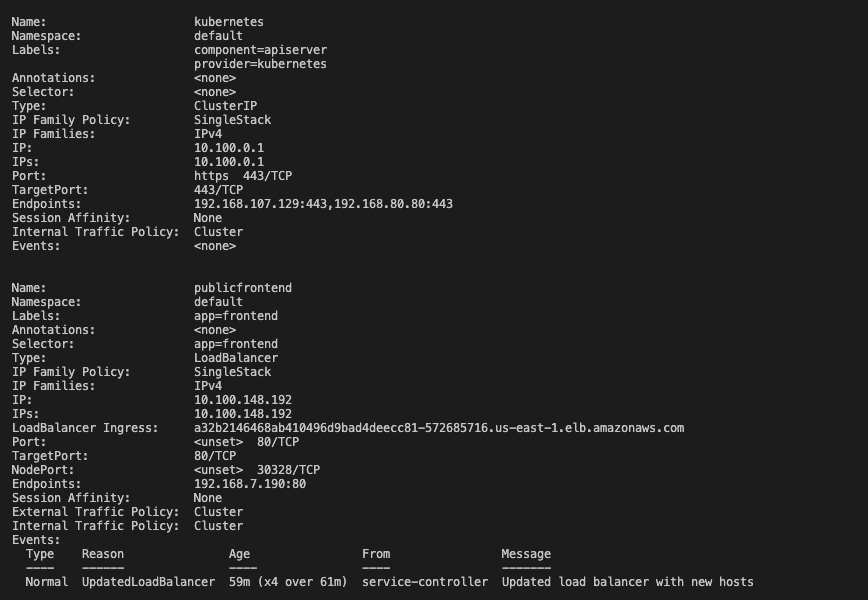 Name:                     kubernetes
Namespace:                default
Labels:                   component=apiserver
                          provider=kubernetes
Annotations:              <none>
Selector:                 <none>
Type:                     ClusterIP
IP Family Policy:         SingleStack
IP Families:              IPv4
IP:                       10.100.0.1
IPs:                      10.100.0.1
Port:                     https  443/TCP
TargetPort:               443/TCP
Endpoints:                192.168.107.129:443,192.168.80.80:443
Session Affinity:         None
Internal Traffic Policy:  Cluster
Events:                   <none>
Name:                     publicfrontend
Namespace:                default
Labels:                   app=frontend
Annotations:              <none>
Selector:                 app=frontend
Type:                     LoadBalancer
IP Family Policy:         SingleStack
IP Families:              IPv4
IP:                       10.100.148.192
IPs:                      10.100.148.192
LoadBalancer Ingress:     a32b2146468ab410496d9bad4deecc81-572685716.us-east-1.elb.amazonaws.com
Port:                     <unset>  80/TCP
TargetPort:               80/TCP
NodePort:                 <unset>  30328/TCP
Endpoints:                192.168.7.190:80
Session Affinity:         None
External Traffic Policy:  Cluster
Internal Traffic Policy:  Cluster
Events:
  Type    Reason               Age                From                Message
  ----    ------               ----               ----                -------
  Normal  UpdatedLoadBalancer  59m (x4 over 61m)  service-controller  Updated load balancer with new hosts